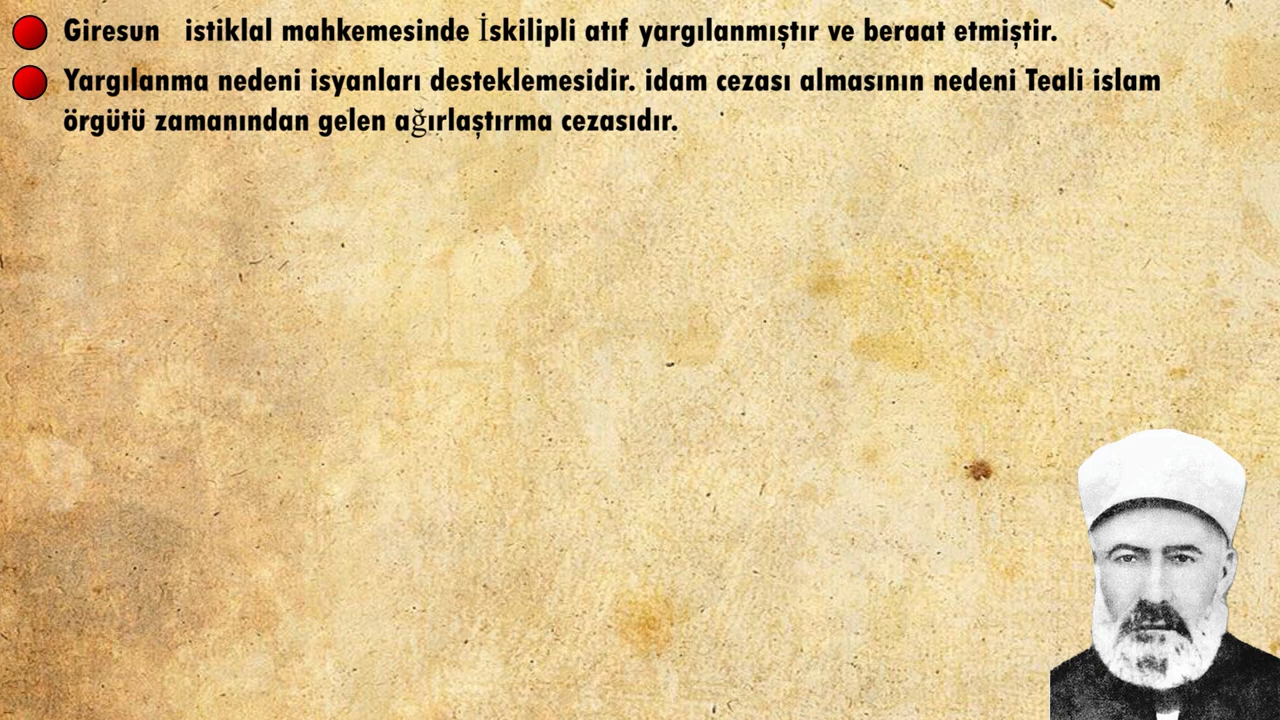 Giresun   istiklal mahkemesinde İskilipli atıf yargılanmıştır ve beraat etmiştir.
Yargılanma nedeni isyanları desteklemesidir. idam cezası almasının nedeni Teali islam
örgütü zamanından gelen ağırlaştırma cezasıdır.